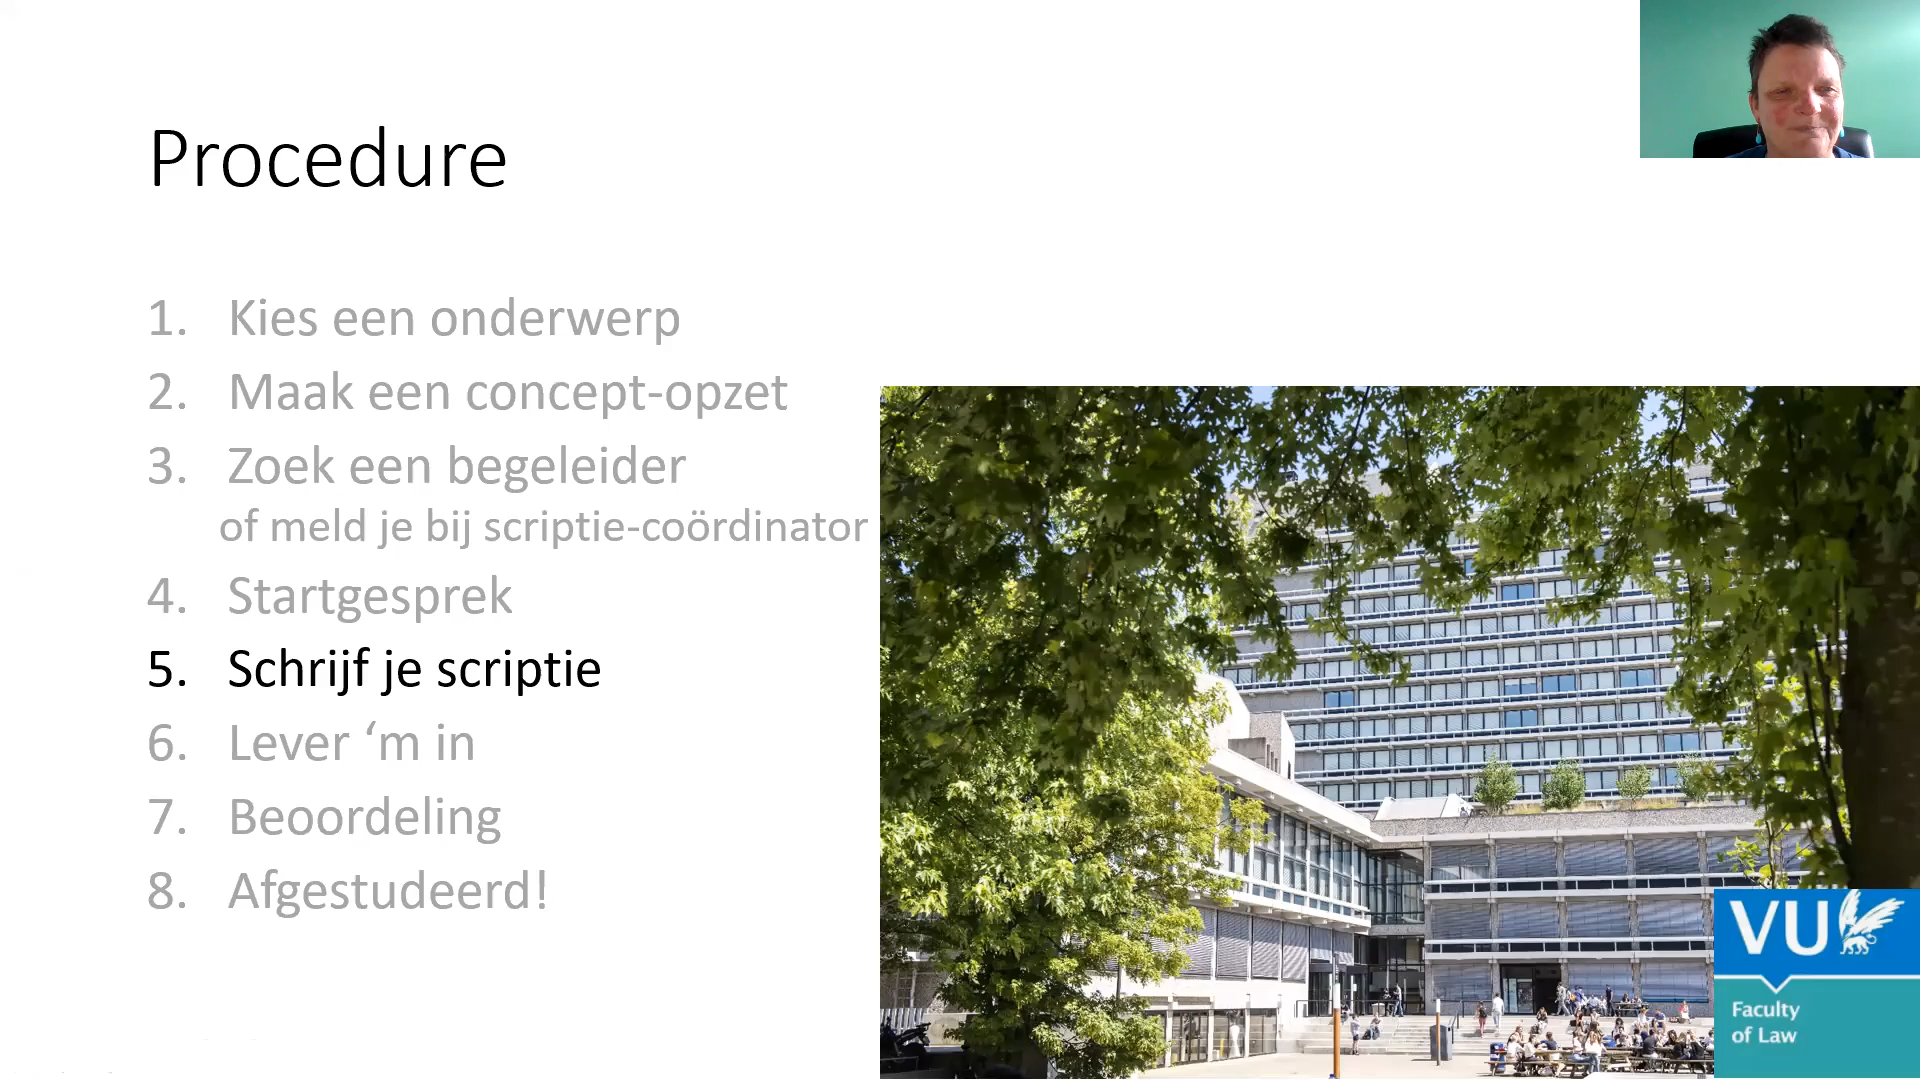 Procedure
1. Kies een onderwerp
2. Maak een concept-opzet
3. Zoek een begeleider
of meld je bij scriptie-coördinator
4. Startgesprek
5. Schrijf je scriptie
6. Lever ‘m in
7. Beoordeling
8. Afgestudeerd!
VU
Faculty
of Law